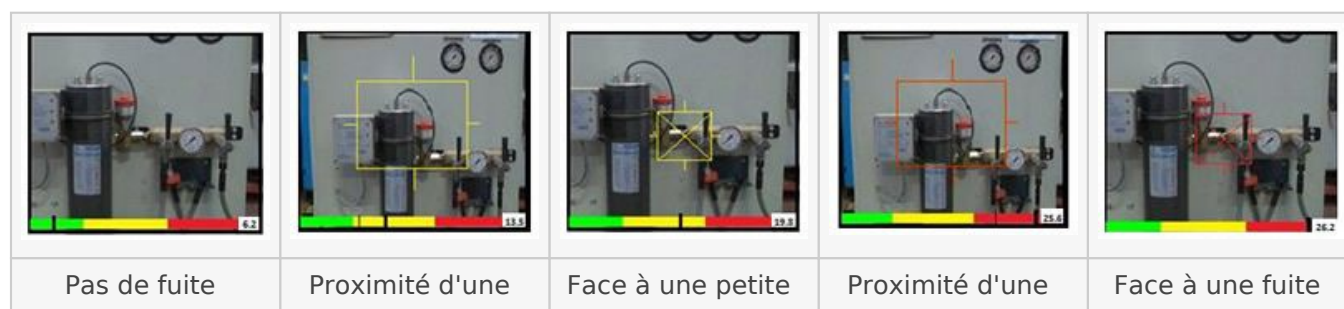 6.2
13.5
19.8
25.6
26.2
Pas de fuite
Proximité d'une
Face à une petite
Proximité d'une
Face à une fuite